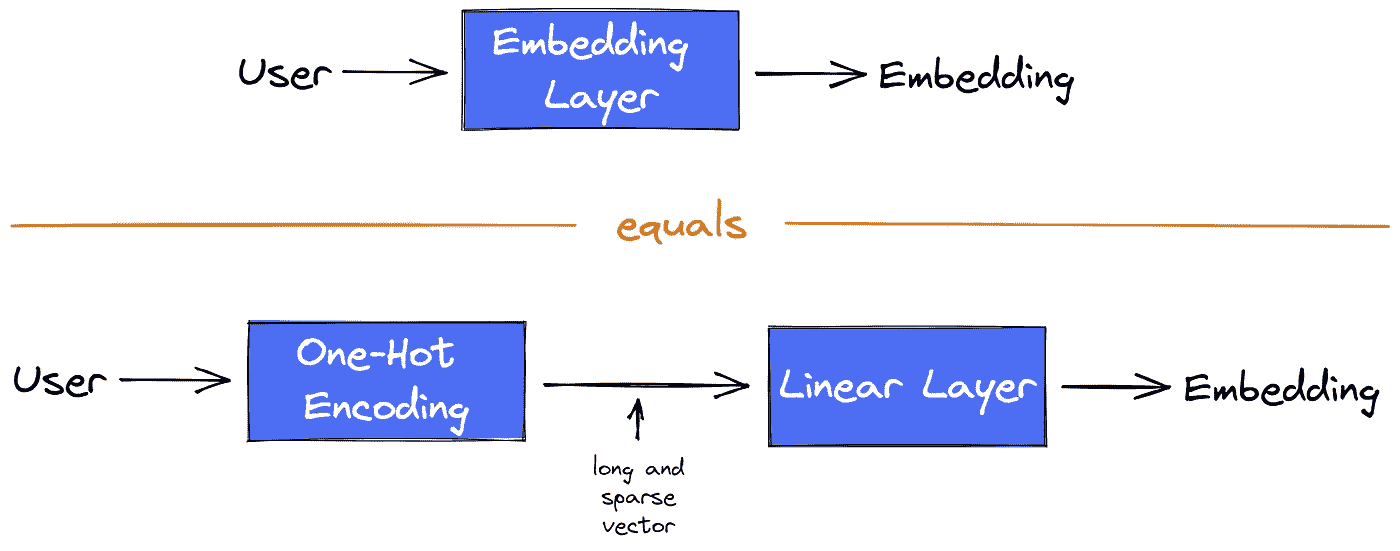 User
Embedding
Layer
Embedding
equals
User
One-Hot
Encoding
long and
sparse
vector
Linear Layer
Embedding